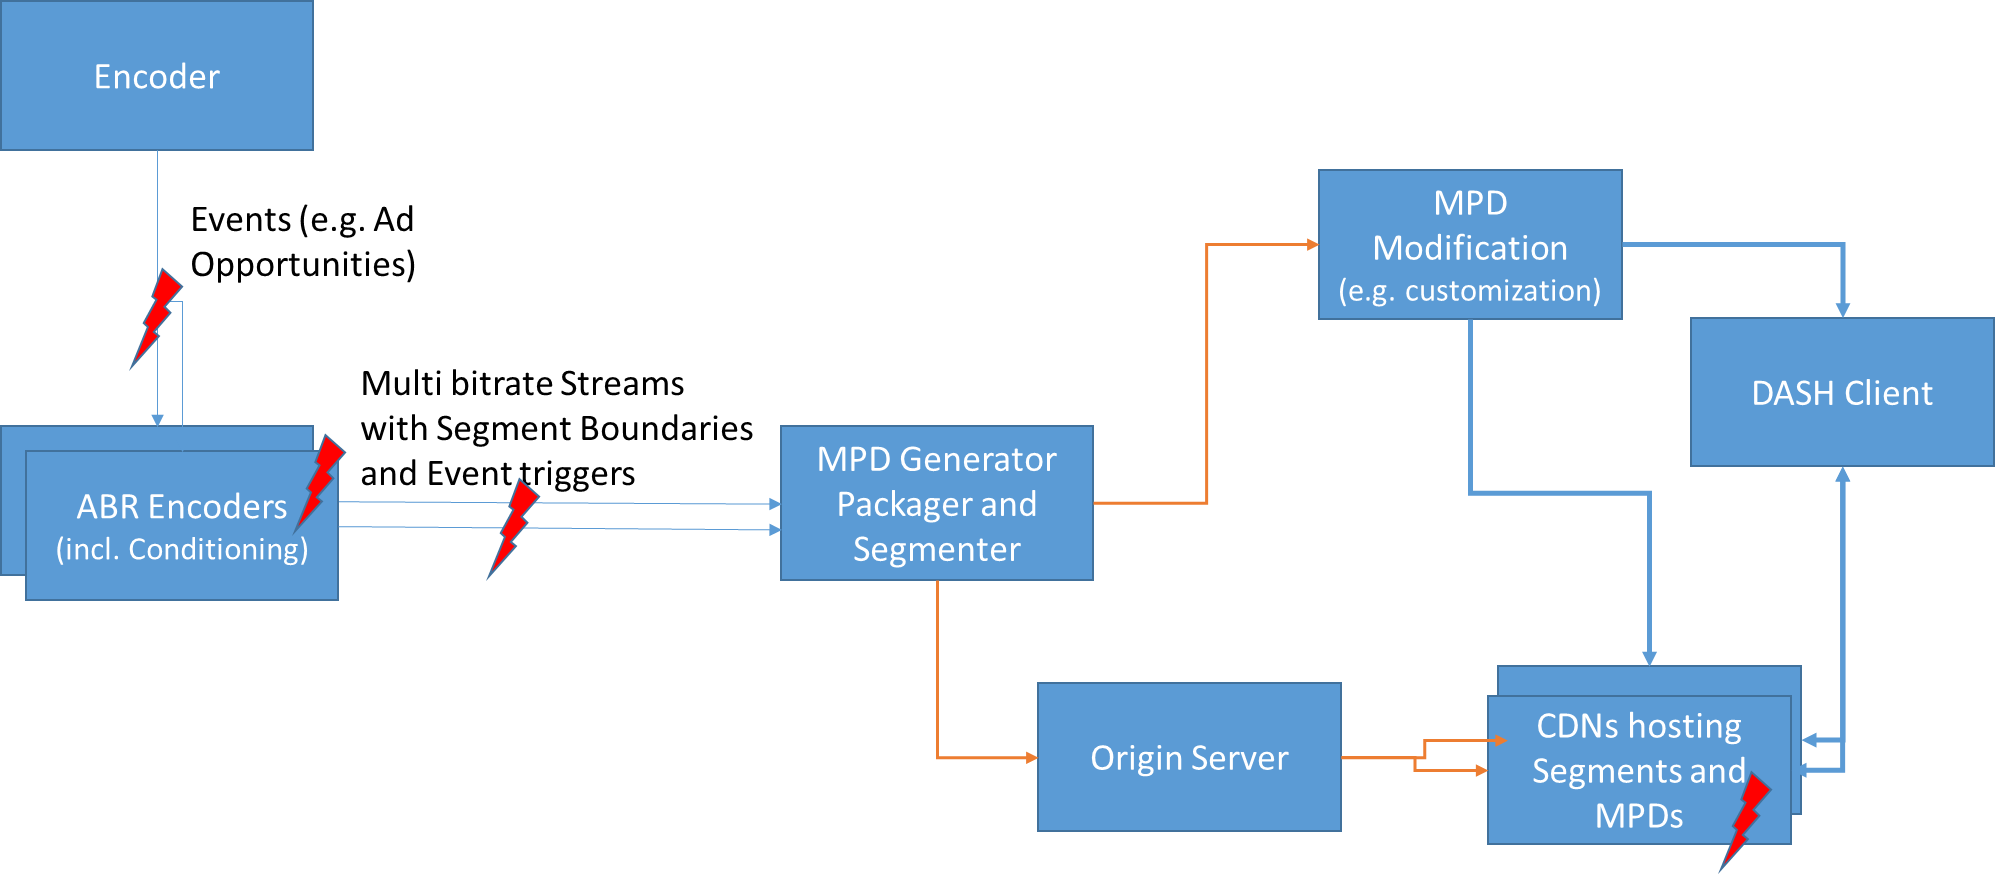 Encoder
Events (e.g. Ad
Opportunities)
MPD
Modification
(e.g. customization)
DASH Client
Multi bitrate Streams
with Segment Boundaries
and Event triggers
MPD Generator
Packager and
Segmenter
ABR Encoders
(incl. Conditioning)
Origin Server
CDNs hosting
Segments and
MPDs